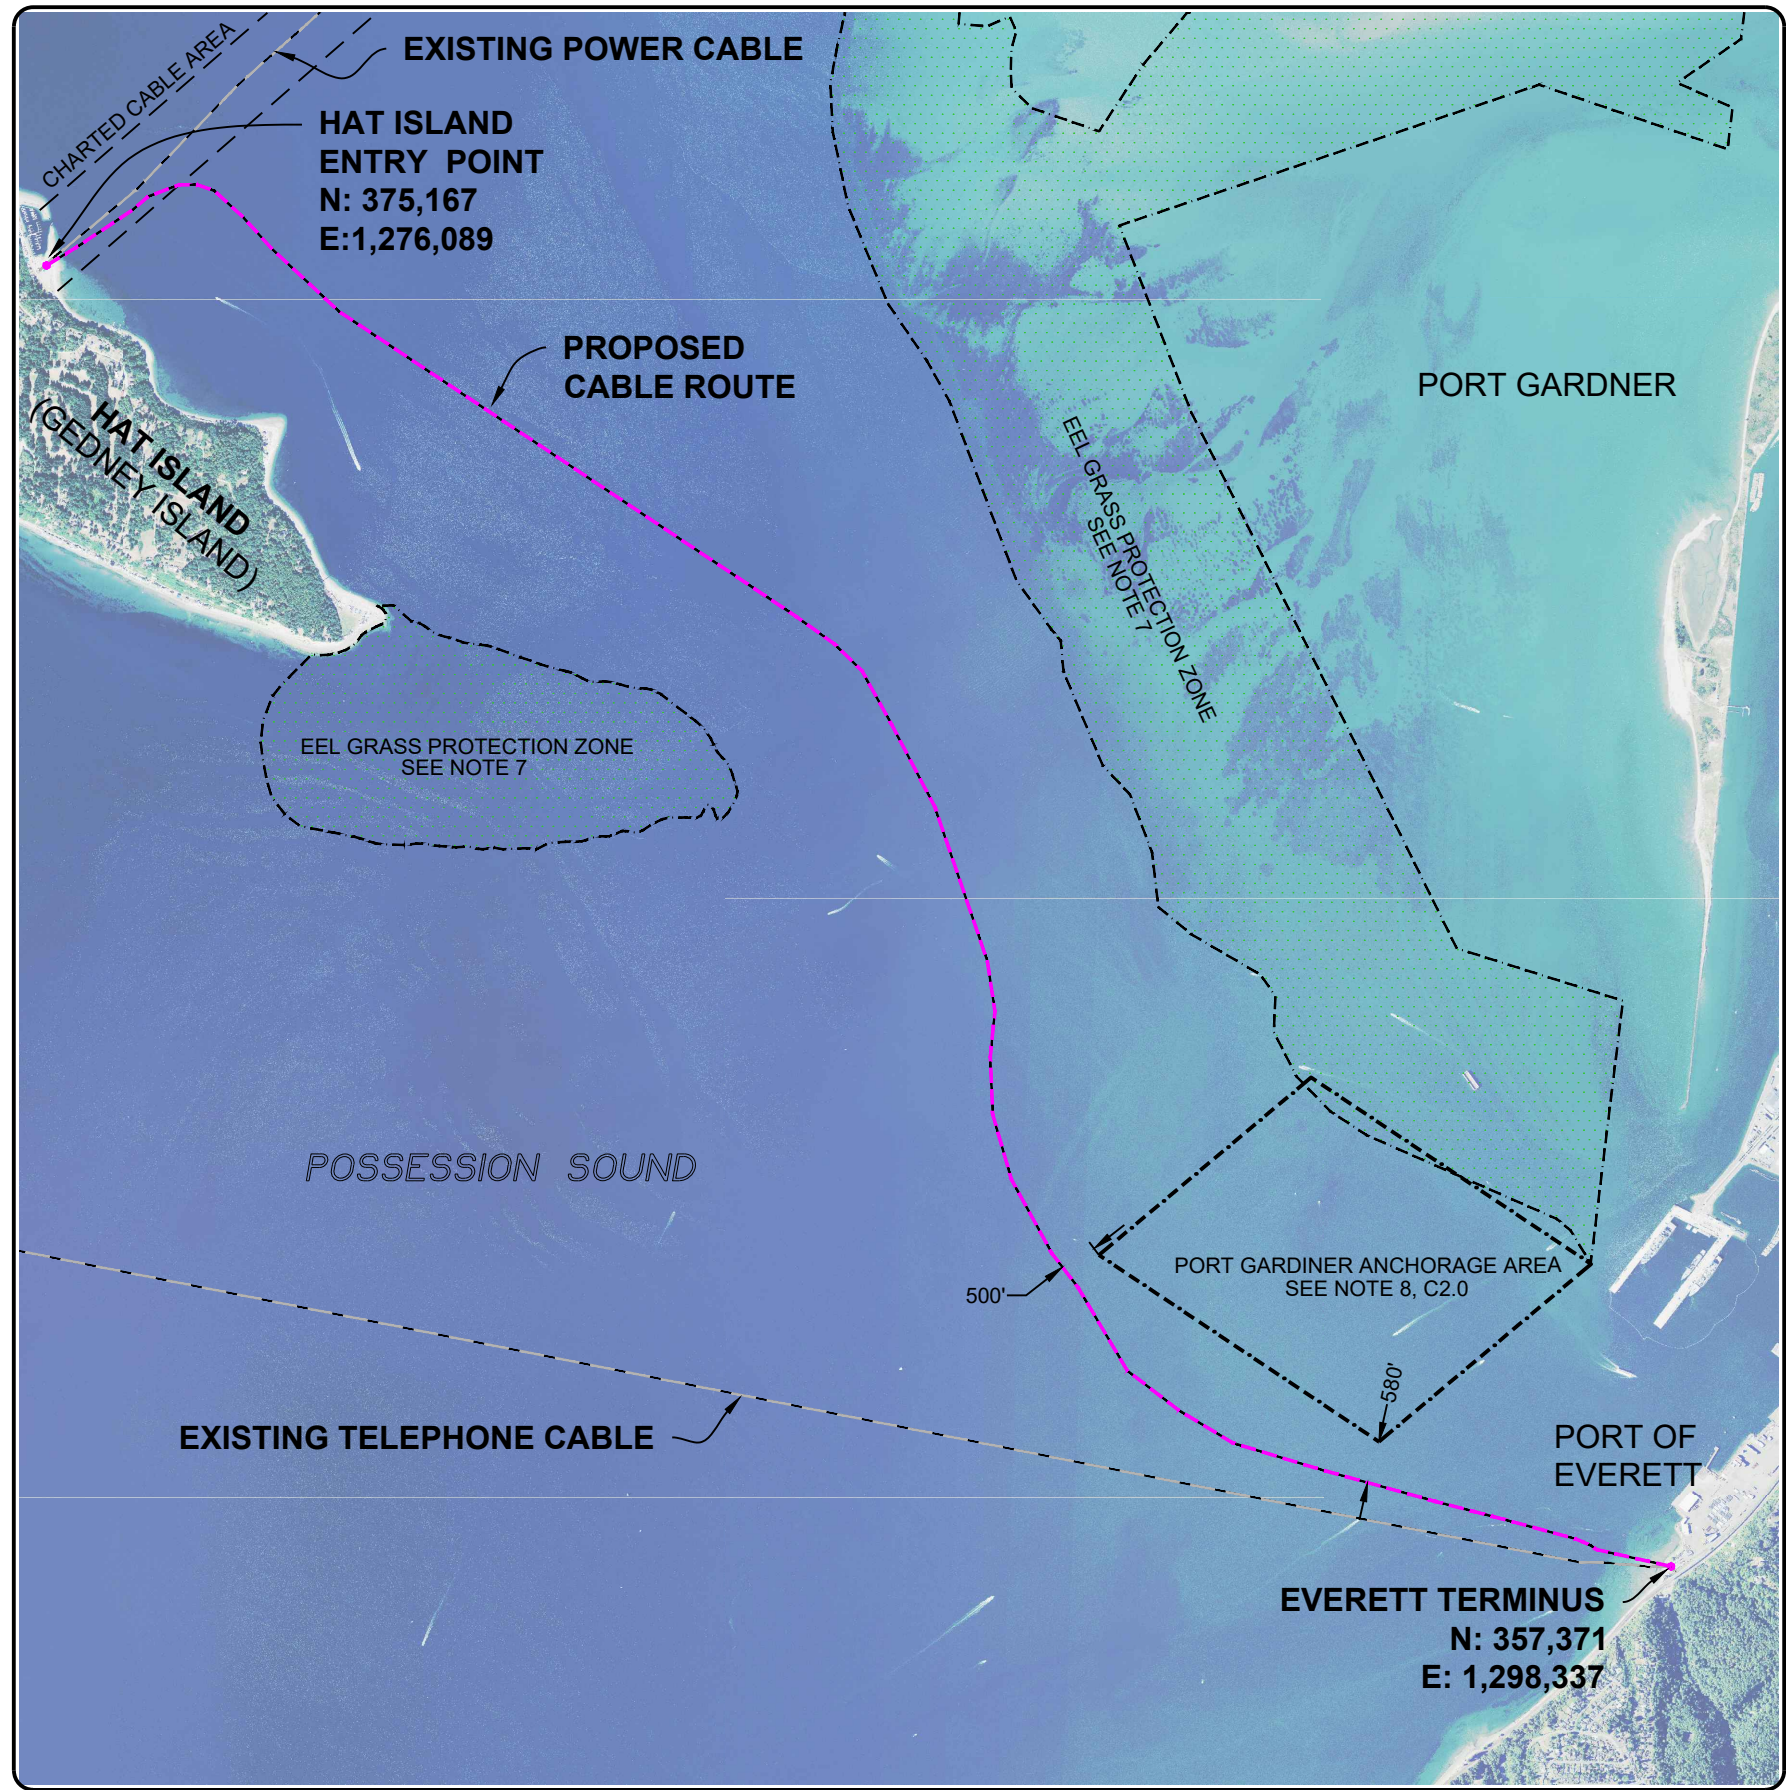 EXISTING POWER CABLE
CHARTED CABLE AREA
HAT ISLAND
ENTRY POINT
N: 375,167
E:1,276,089
PROPOSED
CABLE ROUTE
PORT GARDNER
HAT ISLAND
(GEDNEY ISLAND)
EEL GRASS PROTECTION ZONE
SEE NOTE 7
EEL GRASS PROTECTION ZONE
SEE NOTE 7
POSSESSION SOUND
PORT GARDINER ANCHORAGE AREA
SEE NOTE 8, C2.0
500'
580'
EXISTING TELEPHONE CABLE
PORT OF
EVERETT
EVERETT TERMINUS
N: 357,371
E: 1,298,337